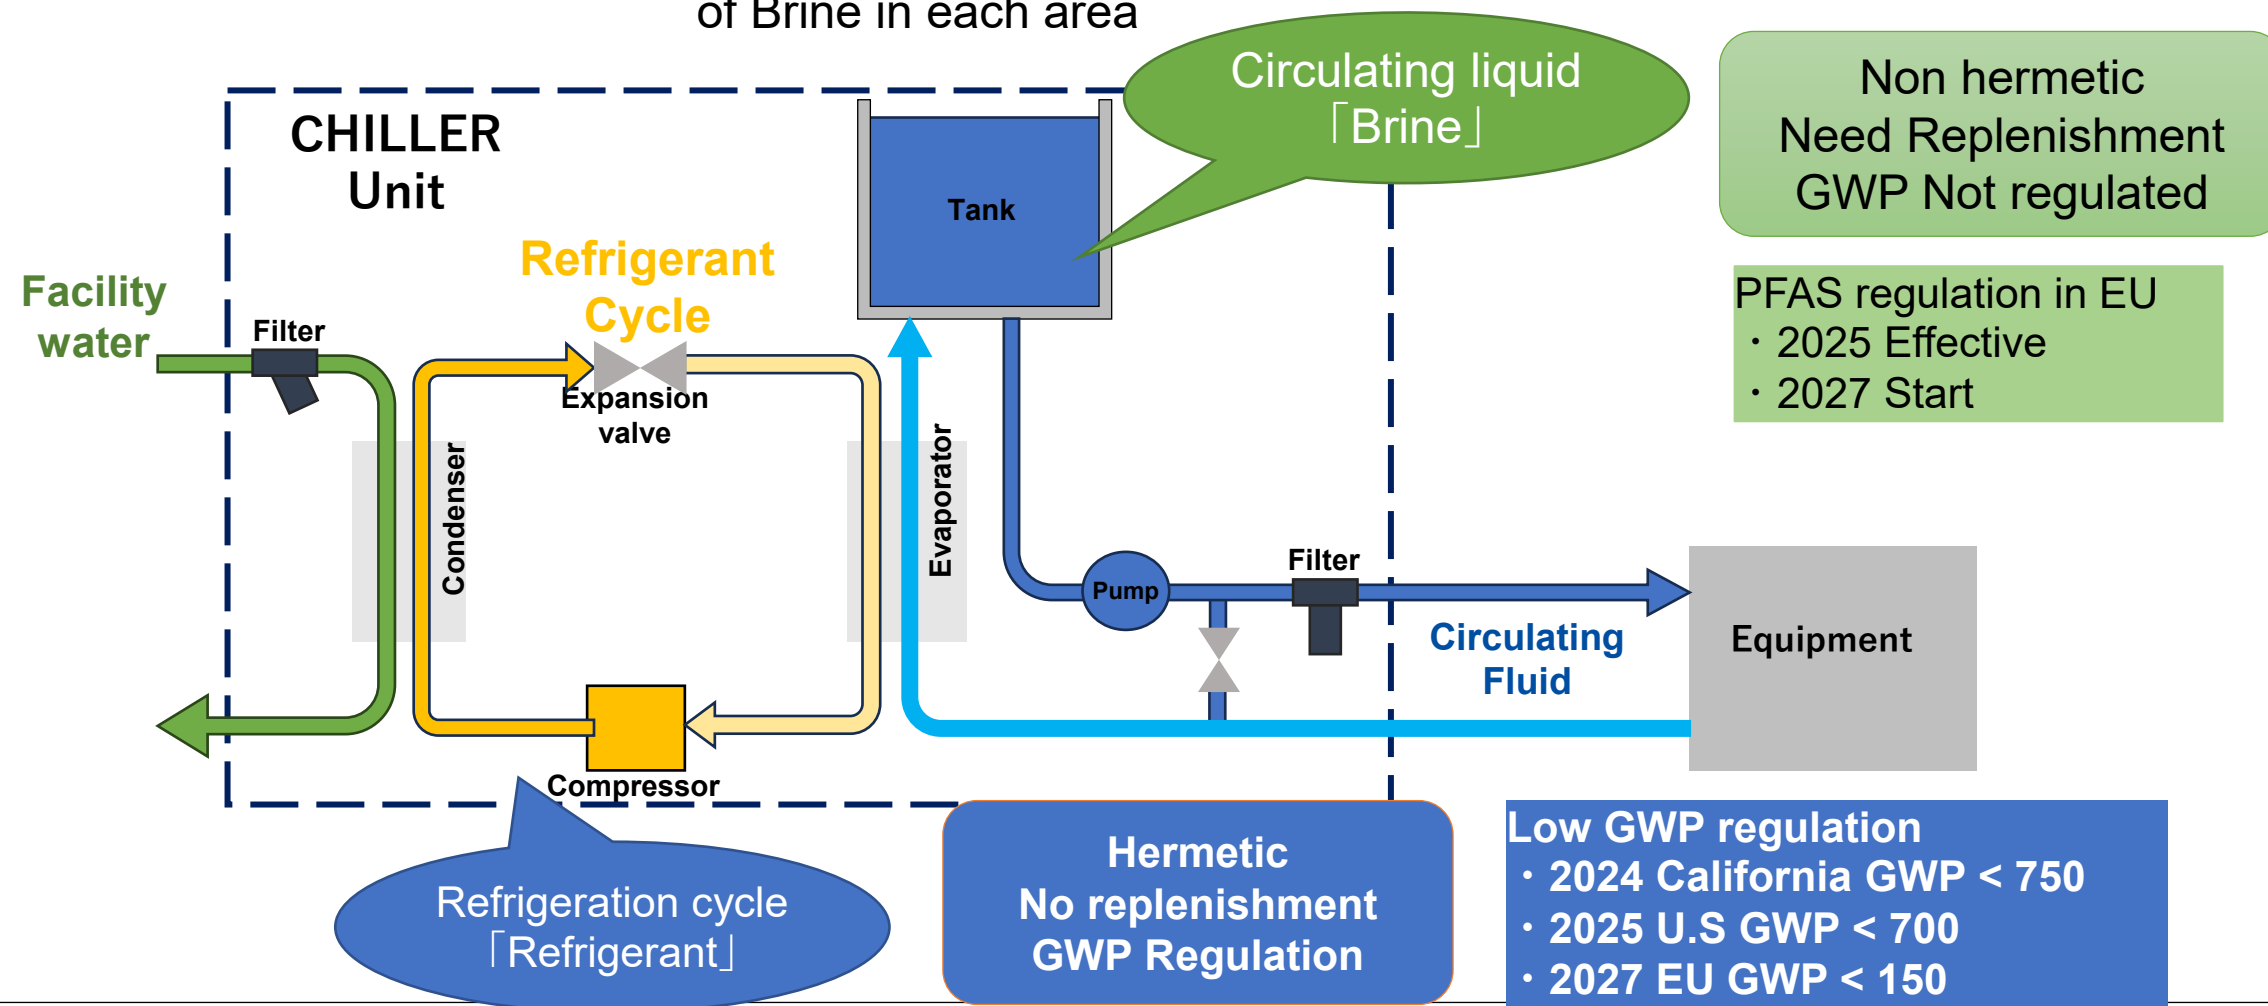 of Brine in each area
Circulating liquid
「Brine」
Non hermetic
Need Replenishment
GWP Not regulated
CHILLER
Unit
Tank
PFAS regulation in EU
・2025 Effective
・2027 Start
Refrigerant
Cycle
Facility
water
Filter
Expansion
valve
Condenser
Evaporator
Pump
Filter
Circulating
Fluid
Equipment
Compressor
Refrigeration cycle
「Refrigerant」
Hermetic
No replenishment
GWP Regulation
Low GWP regulation
・2024 California GWP < 750
・2025 U.S GWP < 700
・2027 EU GWP < 150